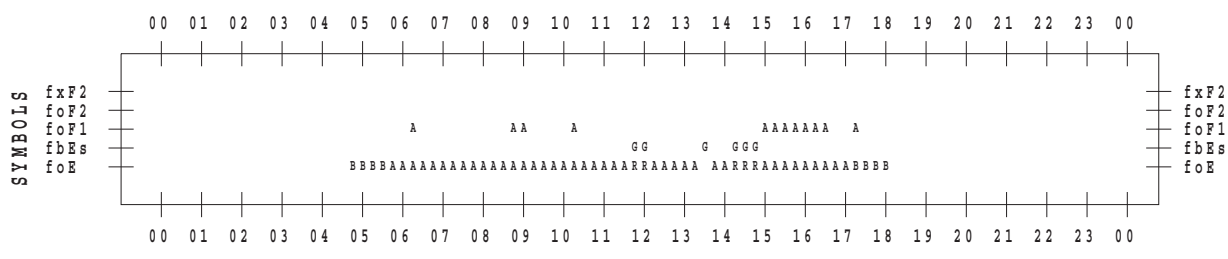 00 01 02 03 04 05 06 07 08 09 10 11 12 13 14 15 16 17 18 19 20 21 22 23 00
SYMBOLS
fxF2 fxF2
foF2 foF2
foF1 A AA A AAAAAAA A foF1
fbEs GG G GGG fbEs
foE BBBBAAAAAAAAAAAAAAAAAAAAAAAARRAAAAA AARRRAAAAAAAAABBBB foE
00 01 02 03 04 05 06 07 08 09 10 11 12 13 14 15 16 17 18 19 20 21 22 23 00